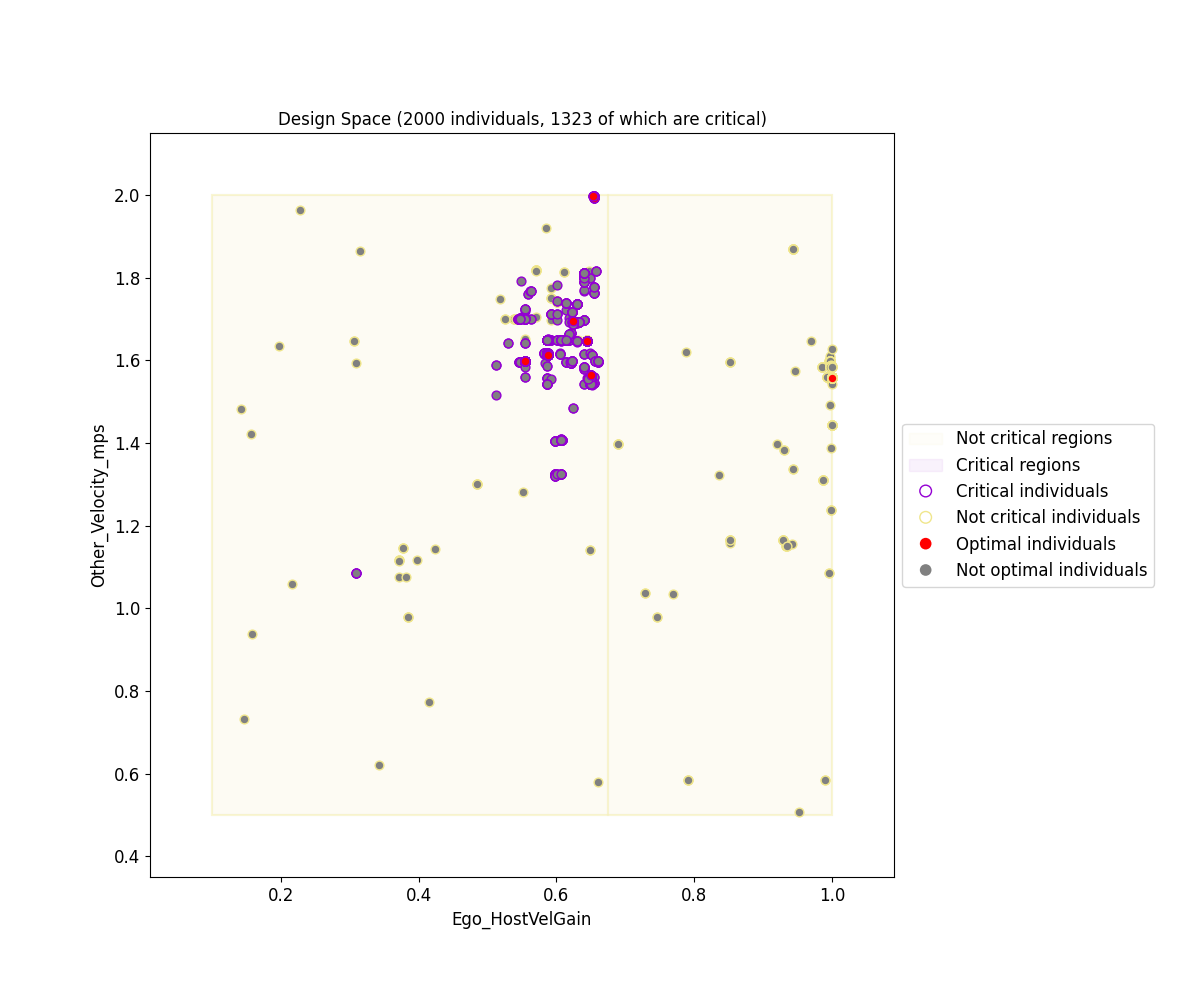 Design Space (2000 individuals, 1323 of which are critical)
2.0
1.8
1.6
1.4
1.2
1.0
0.8
0.6
0.4
Other_Velocity_mps
0.2
0.4
0.6
0.8
1.0
Ego_HostVelGain
Not critical regions
Critical regions
Critical individuals
Not critical individuals
Optimal individuals
Not optimal individuals